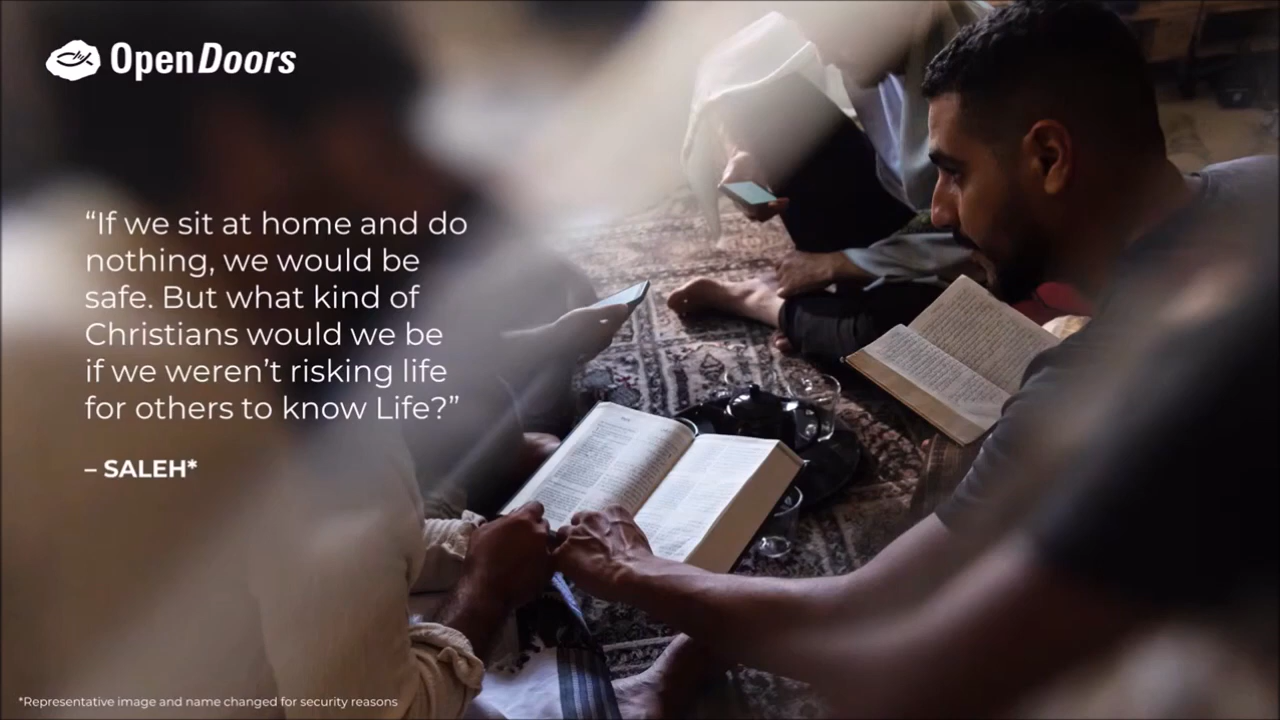 OpenDoors
“If we sit at home and do
nothing, we would be
safe. But what kind of
Christians would we be
if we weren’t risking life
for others to know Life?”
– SALEH*
*Representative image and name changed for security reasons